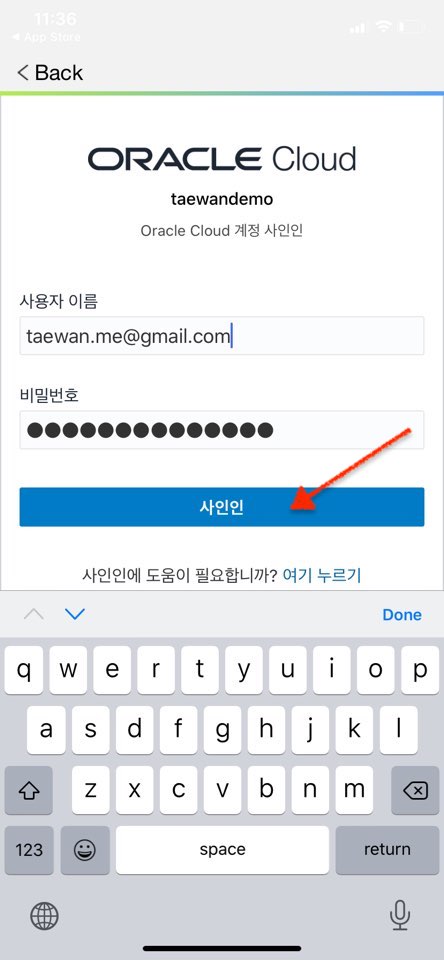 11:36
◀ App Store
Back
ORACLE Cloud
taewandemo
Oracle Cloud 계정 사인인
사용자 이름
taewan.me@gmail.com
비밀번호
●●●●●●●●●●●●●●
사인인
사인인에 도움이 필요합니까? 여기 누르기
Done
q w e r t y u i o p
a s d f g h j k l
z x c v b n m
123 space return